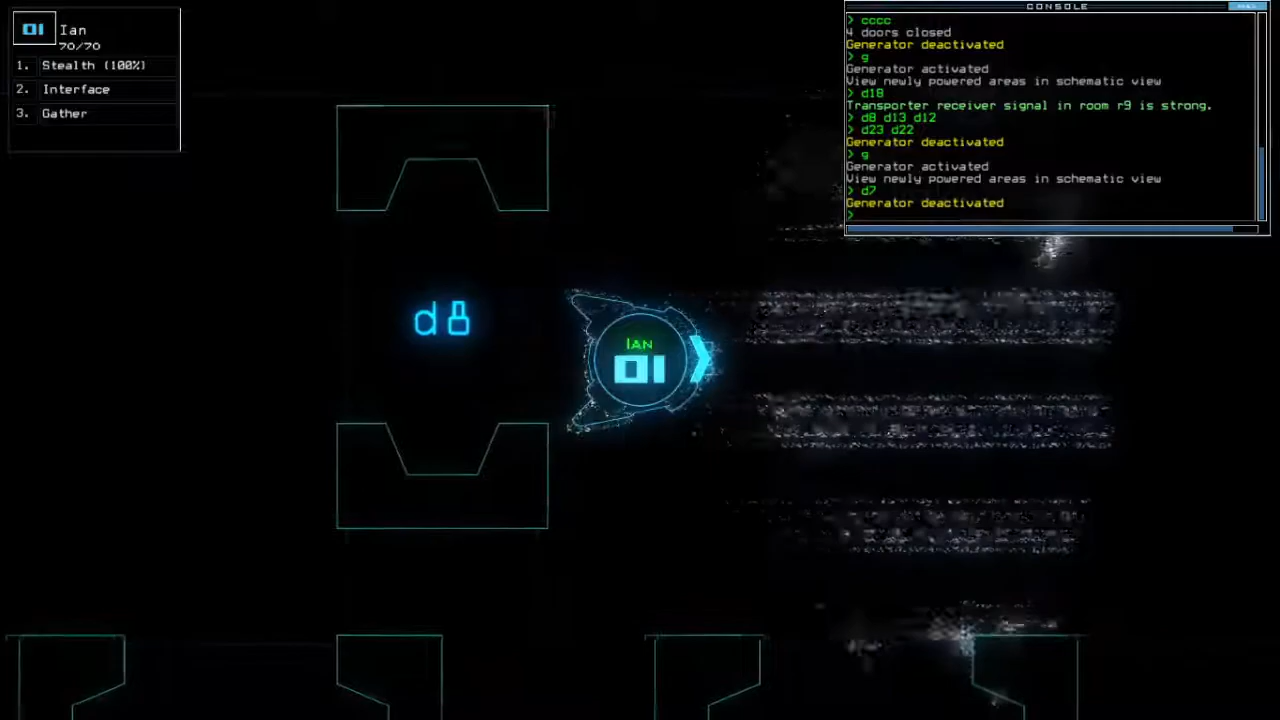 01 Ian
70/70
1. Stealth (100%)
2. Interface
3. Gather
CONSOLE
> cccc
4 doors closed
Generator deactivated
> g
Generator activated
View newly powered areas in schematic view
> d18
Transporter receiver signal in room r9 is strong.
> d8 d13 d12
> d23 d22
Generator deactivated
> g
Generator activated
View newly powered areas in schematic view
> d7
Generator deactivated
>
d8
IAN
01